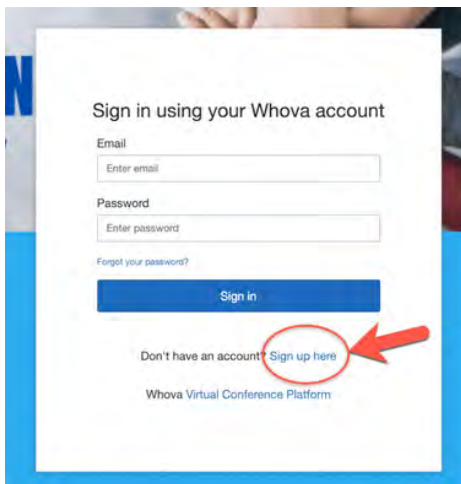 N
Sign in using your Whova account
Email
Enter email
Password
Enter password
Forgot your password?
Sign in
Don't have an account? Sign up here
Whova Virtual Conference Platform